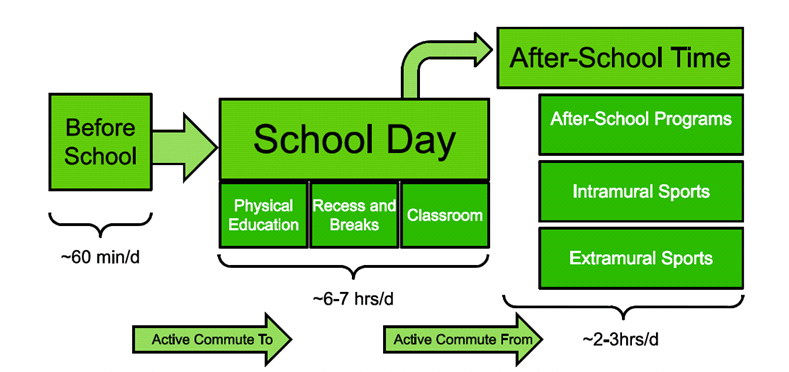 Before
School
~60 min/d
School Day
Physical
Education
Recess and
Breaks
Classroom
~6-7 hrs/d
After-School Time
After-School Programs
Intramural Sports
Extramural Sports
~2-3hrs/d
Active Commute To
Active Commute From